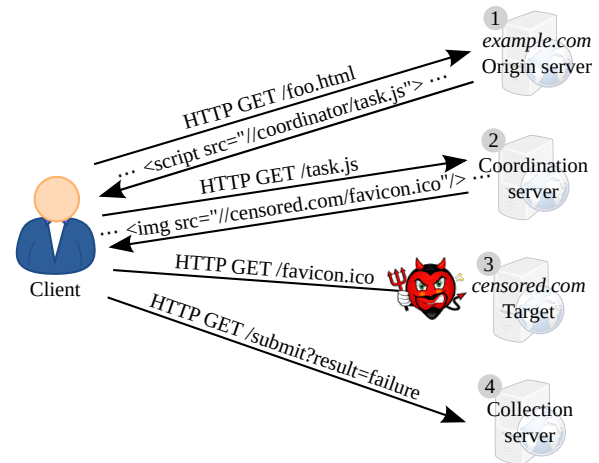 1
example.com
Origin server
HTTP GET /foo.html
... <script src="//coordinator/task.js"> ...
2
Coordination
server
HTTP GET /task.js
... <img src="//censored.com/favicon.ico"/> ...
Client
HTTP GET /favicon.ico
3
censored.com
Target
HTTP GET /submit?result=failure
4
Collection
server